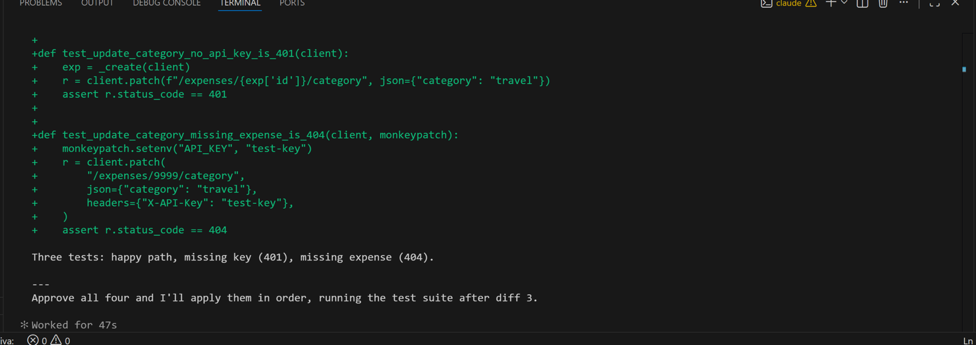 PROBLEMS OUTPUT DEBUG CONSOLE TERMINAL PORTS claude
+
+def test_update_category_no_api_key_is_401(client):
+    exp = _create(client)
+    r = client.patch(f"/expenses/{exp['id']}/category", json={"category": "travel"})
+    assert r.status_code == 401
+
+
+def test_update_category_missing_expense_is_404(client, monkeypatch):
+    monkeypatch.setenv("API_KEY", "test-key")
+    r = client.patch(
+        "/expenses/9999/category",
+        json={"category": "travel"},
+        headers={"X-API-Key": "test-key"},
+    )
+    assert r.status_code == 404
Three tests: happy path, missing key (401), missing expense (404).
---
Approve all four and I'll apply them in order, running the test suite after diff 3.
✻ Worked for 47s
iva: 0 0 Ln